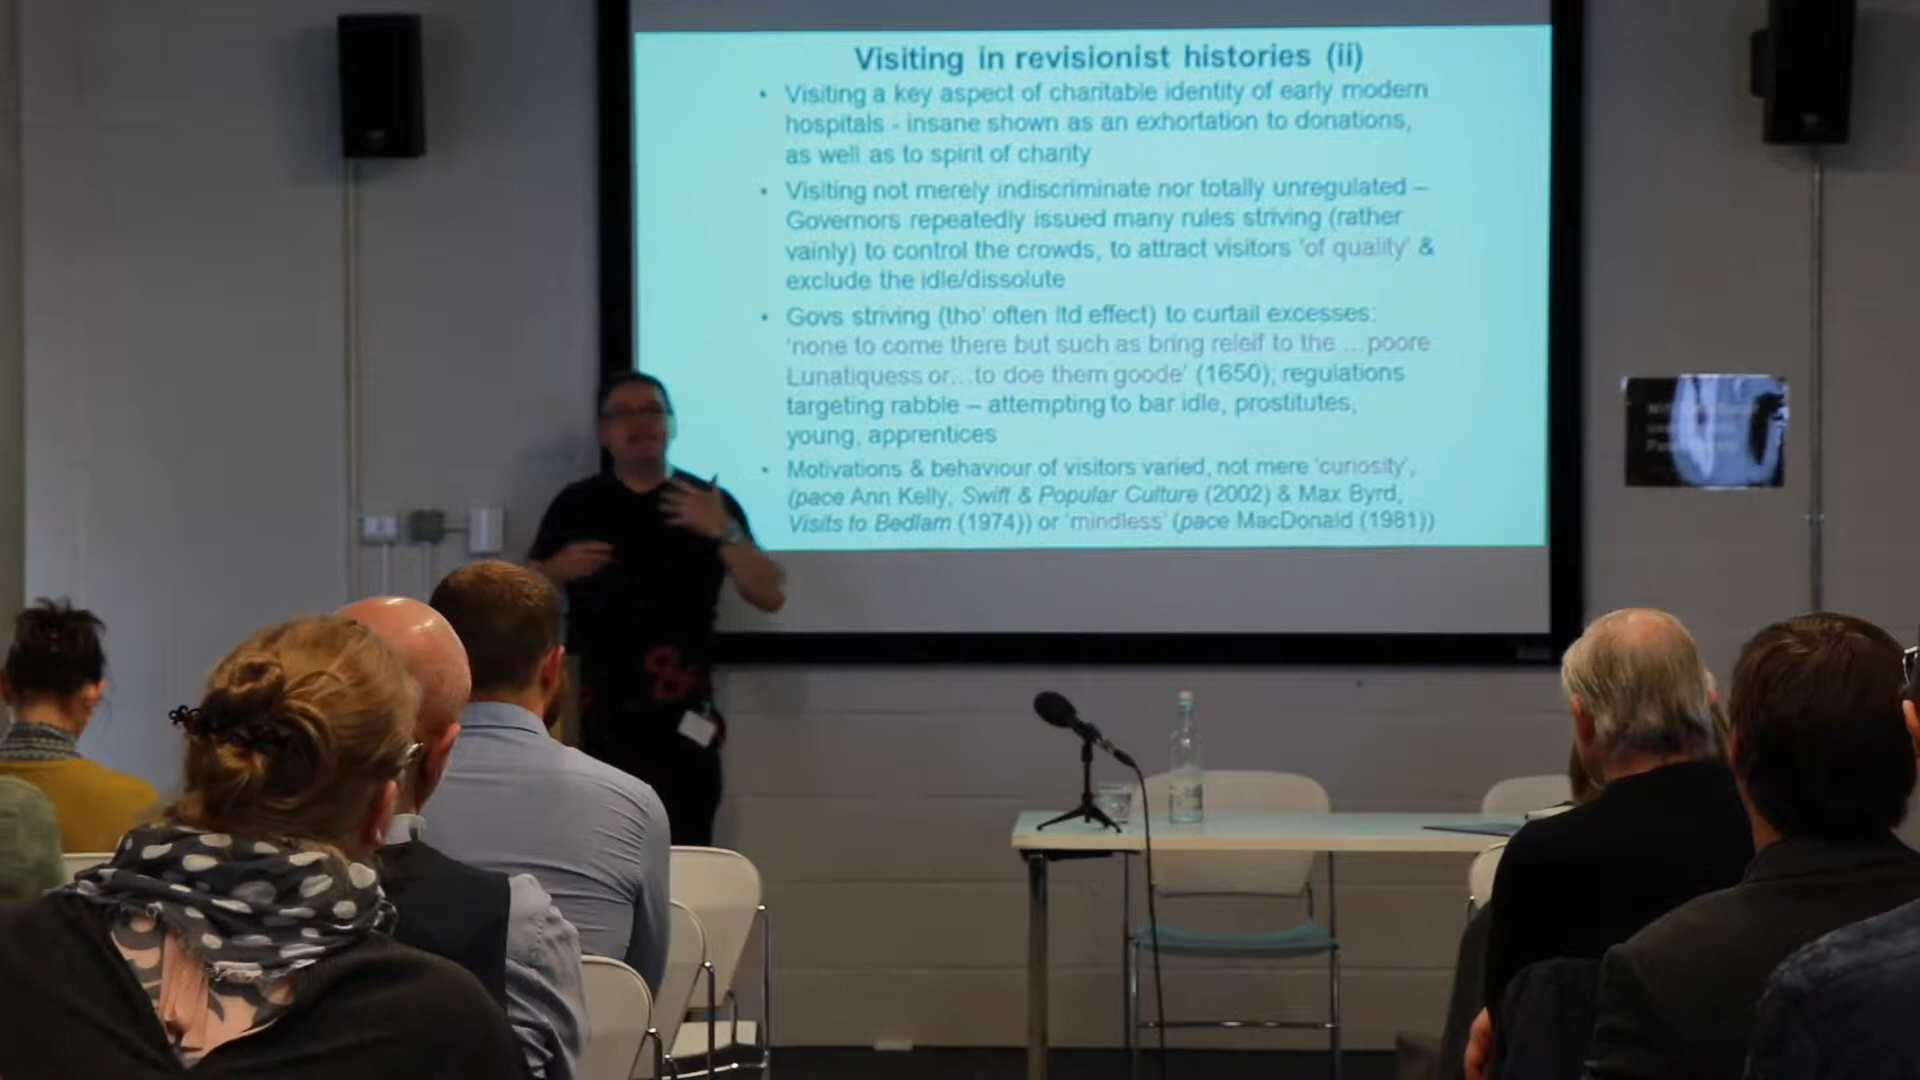 Visiting in revisionist histories (ii)
• Visiting a key aspect of charitable identity of early modern
hospitals - insane shown as an exhortation to donations,
as well as to spirit of charity
• Visiting not merely indiscriminate nor totally unregulated –
Governors repeatedly issued many rules striving (rather
vainly) to control the crowds, to attract visitors 'of quality' &
exclude the idle/dissolute
• Govs striving (tho' often ltd effect) to curtail excesses:
'none to come there but such as bring releif to the ...poore
Lunatiquess or...to doe them goode' (1650); regulations
targeting rabble – attempting to bar idle, prostitutes,
young, apprentices
• Motivations & behaviour of visitors varied, not mere 'curiosity',
(pace Ann Kelly, Swift & Popular Culture (2002) & Max Byrd,
Visits to Bedlam (1974)) or 'mindless' (pace MacDonald (1981))